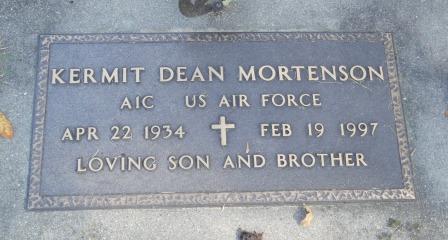 KERMIT DEAN MORTENSON
A1C US AIR FORCE
APR 22 1934 FEB 19 1997
LOVING SON AND BROTHER